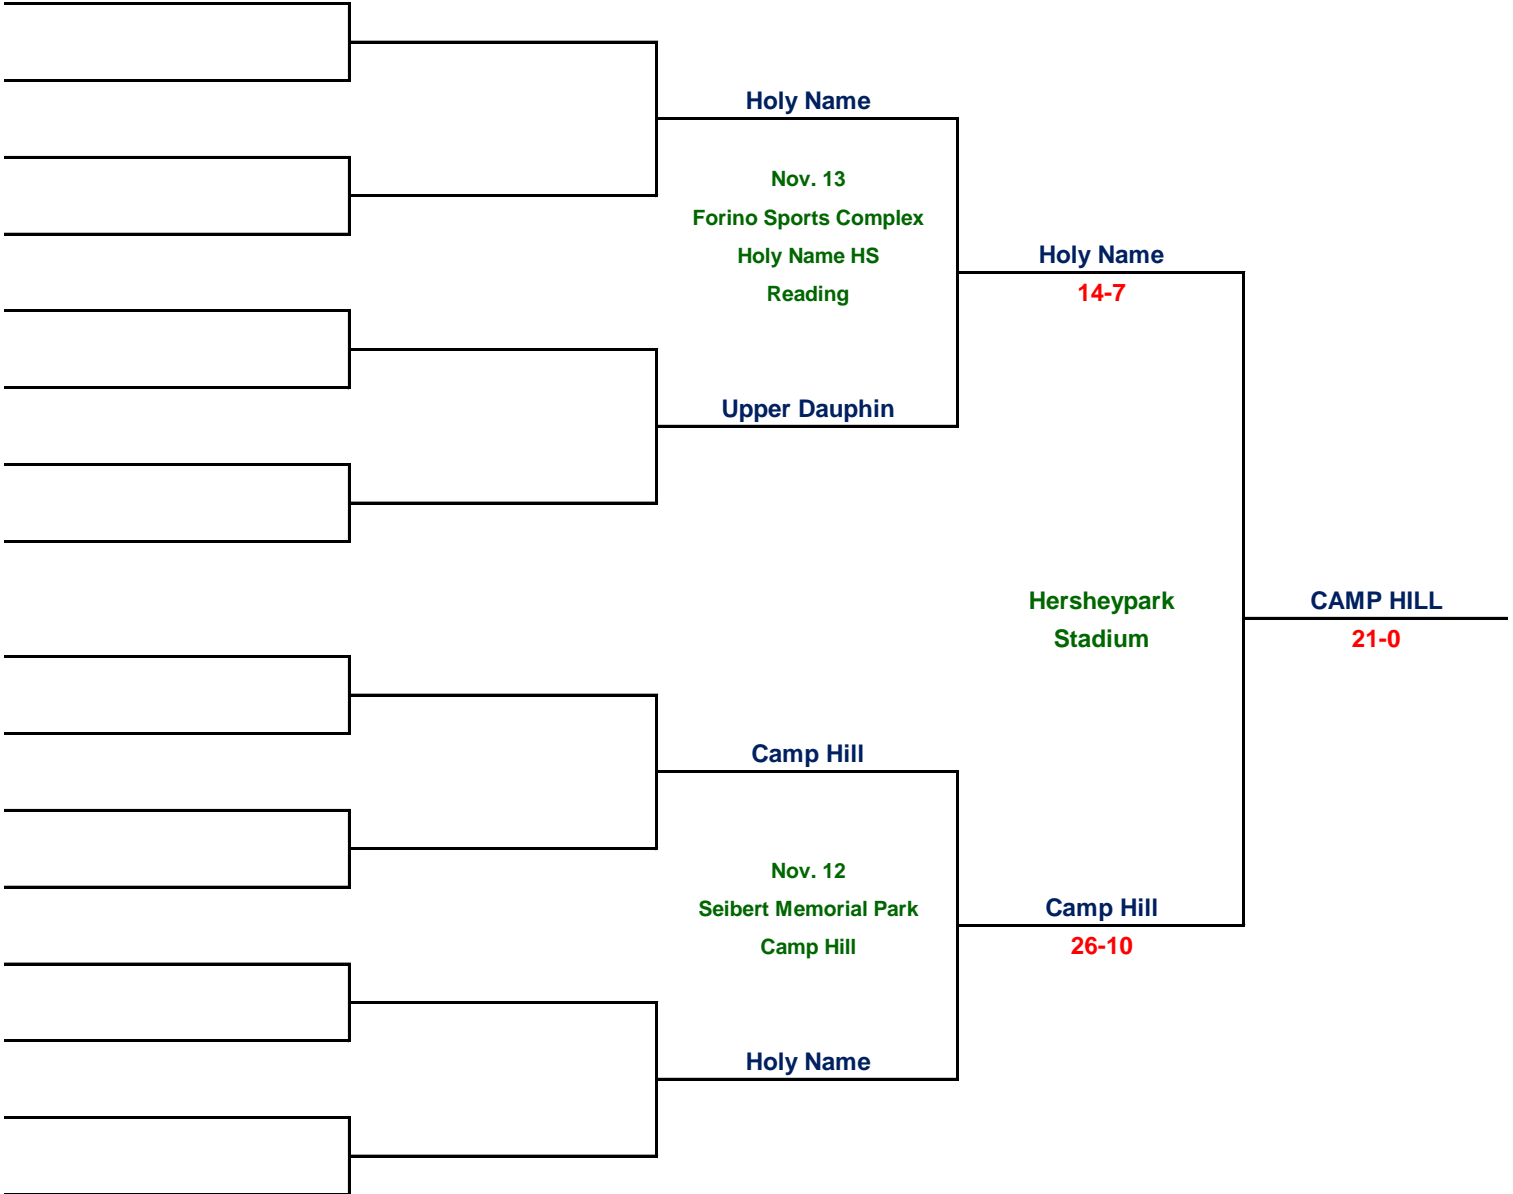 Holy Name
Nov. 13
Forino Sports Complex
Holy Name HS
Reading
Holy Name
14-7
Upper Dauphin
Hersheypark
Stadium
CAMP HILL
21-0
Camp Hill
Nov. 12
Seibert Memorial Park
Camp Hill
Camp Hill
26-10
Holy Name